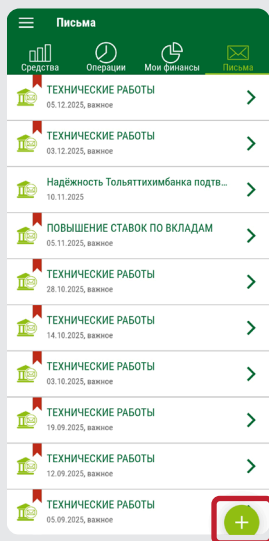 Письма
Средства Операции Мои финансы Письма
ТЕХНИЧЕСКИЕ РАБОТЫ
05.12.2025, важное
ТЕХНИЧЕСКИЕ РАБОТЫ
03.12.2025, важное
Надёжность Тольяттихимбанка подтв...
10.11.2025
ПОВЫШЕНИЕ СТАВОК ПО ВКЛАДАМ
05.11.2025, важное
ТЕХНИЧЕСКИЕ РАБОТЫ
28.10.2025, важное
ТЕХНИЧЕСКИЕ РАБОТЫ
14.10.2025, важное
ТЕХНИЧЕСКИЕ РАБОТЫ
03.10.2025, важное
ТЕХНИЧЕСКИЕ РАБОТЫ
19.09.2025, важное
ТЕХНИЧЕСКИЕ РАБОТЫ
12.09.2025, важное
ТЕХНИЧЕСКИЕ РАБОТЫ
05.09.2025, важное